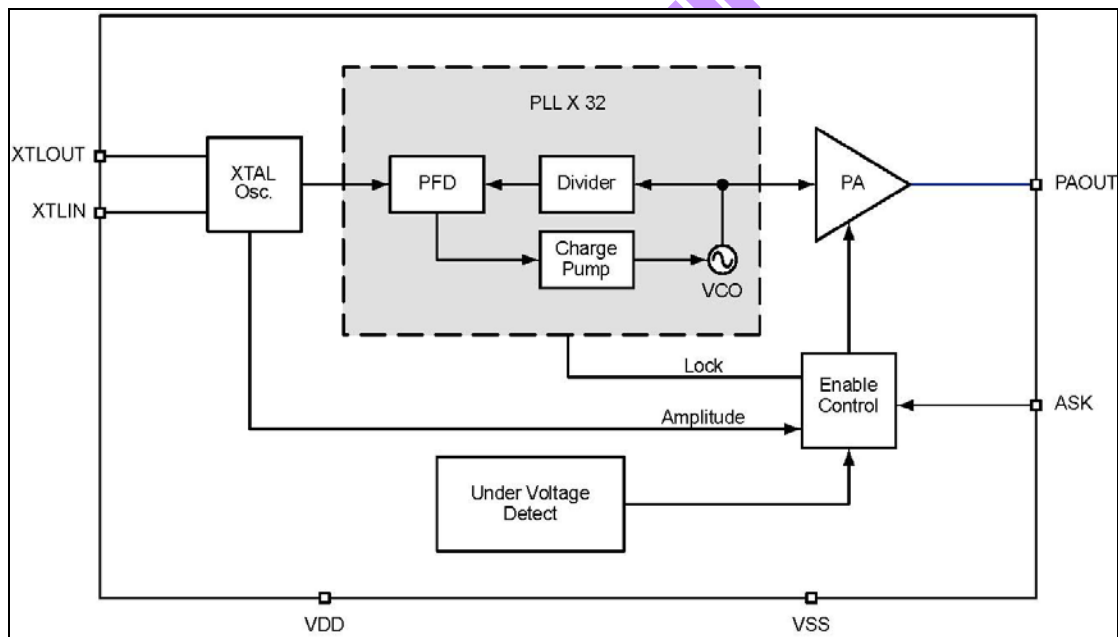 PLL X 32
XTLOUT
XTAL
Osc.
PFD
Divider
PA
PAOUT
XTLIN
Charge
Pump
VCO
Lock
Enable
Control
ASK
Amplitude
Under Voltage
Detect
VDD
VSS